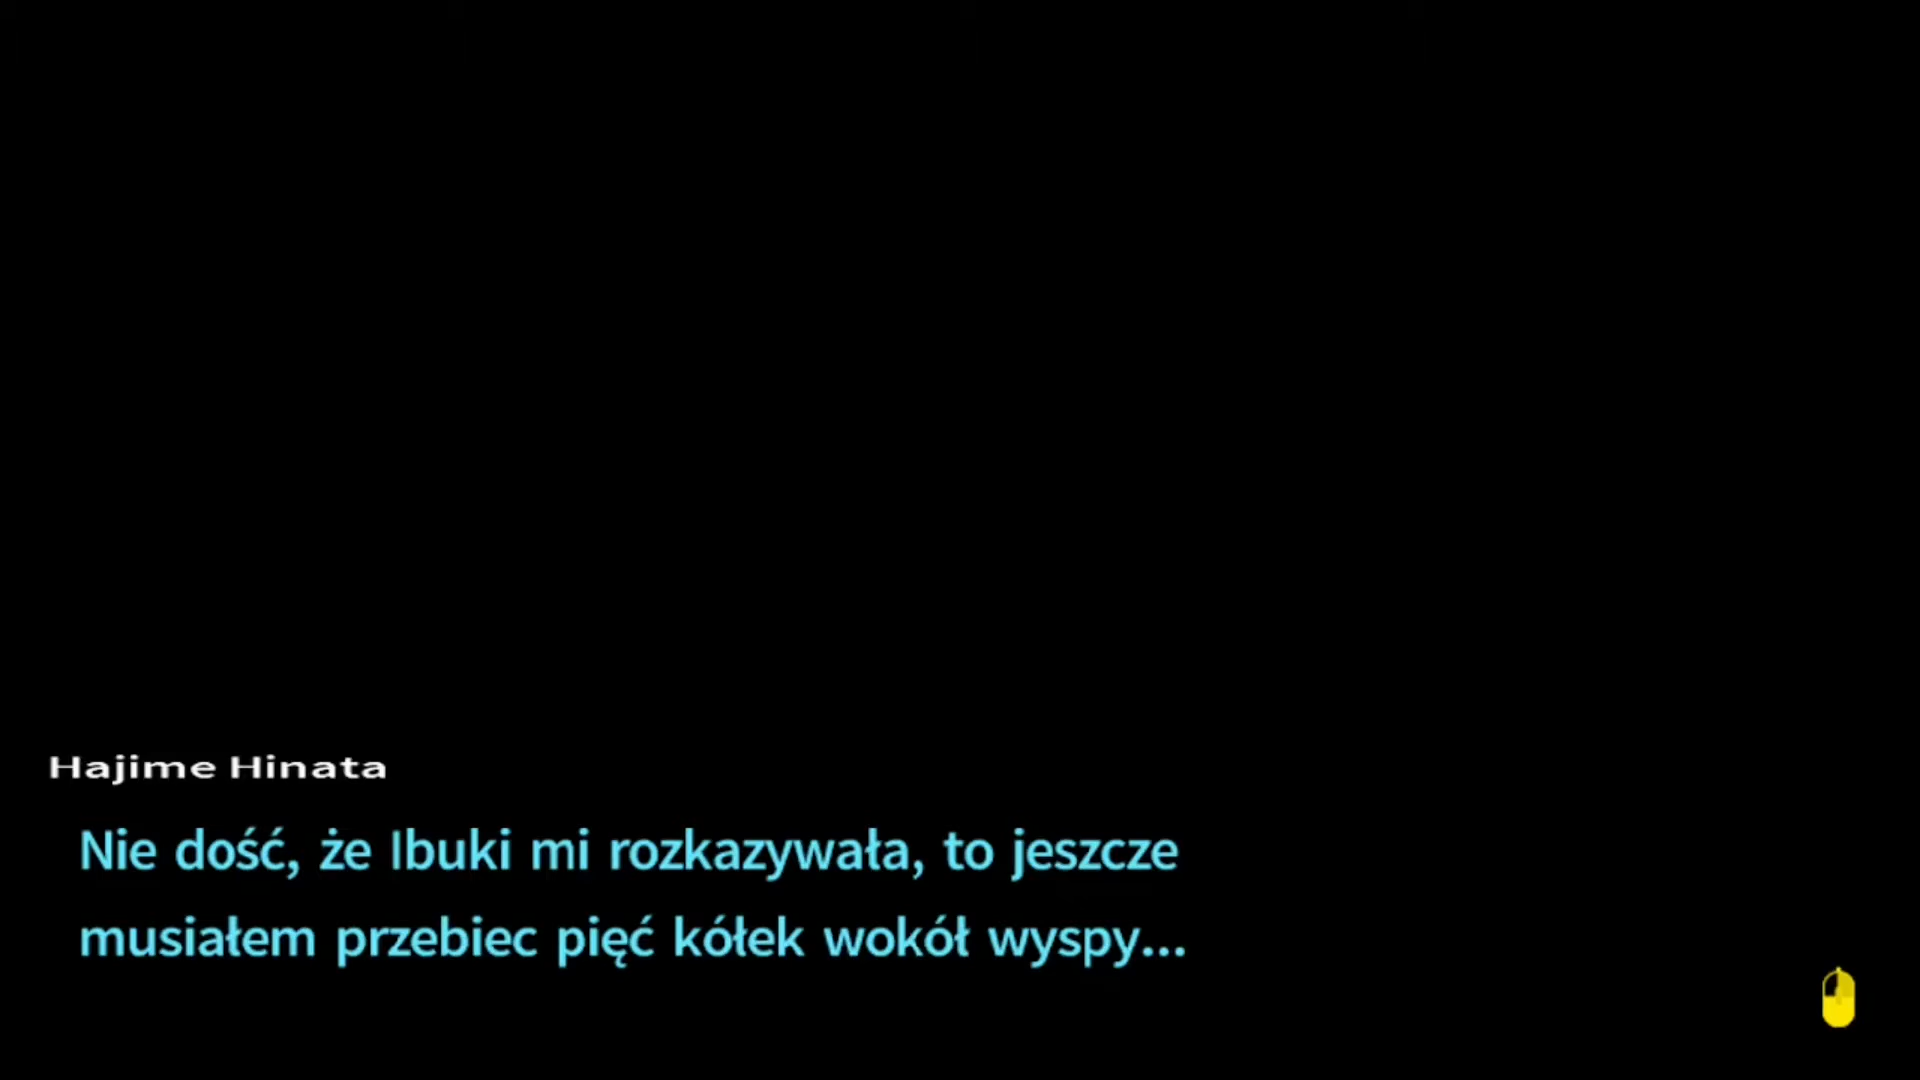 Hajime Hinata
Nie dość, że Ibuki mi rozkazywała, to jeszcze
musiałem przebiec pięć kółek wokół wyspy...